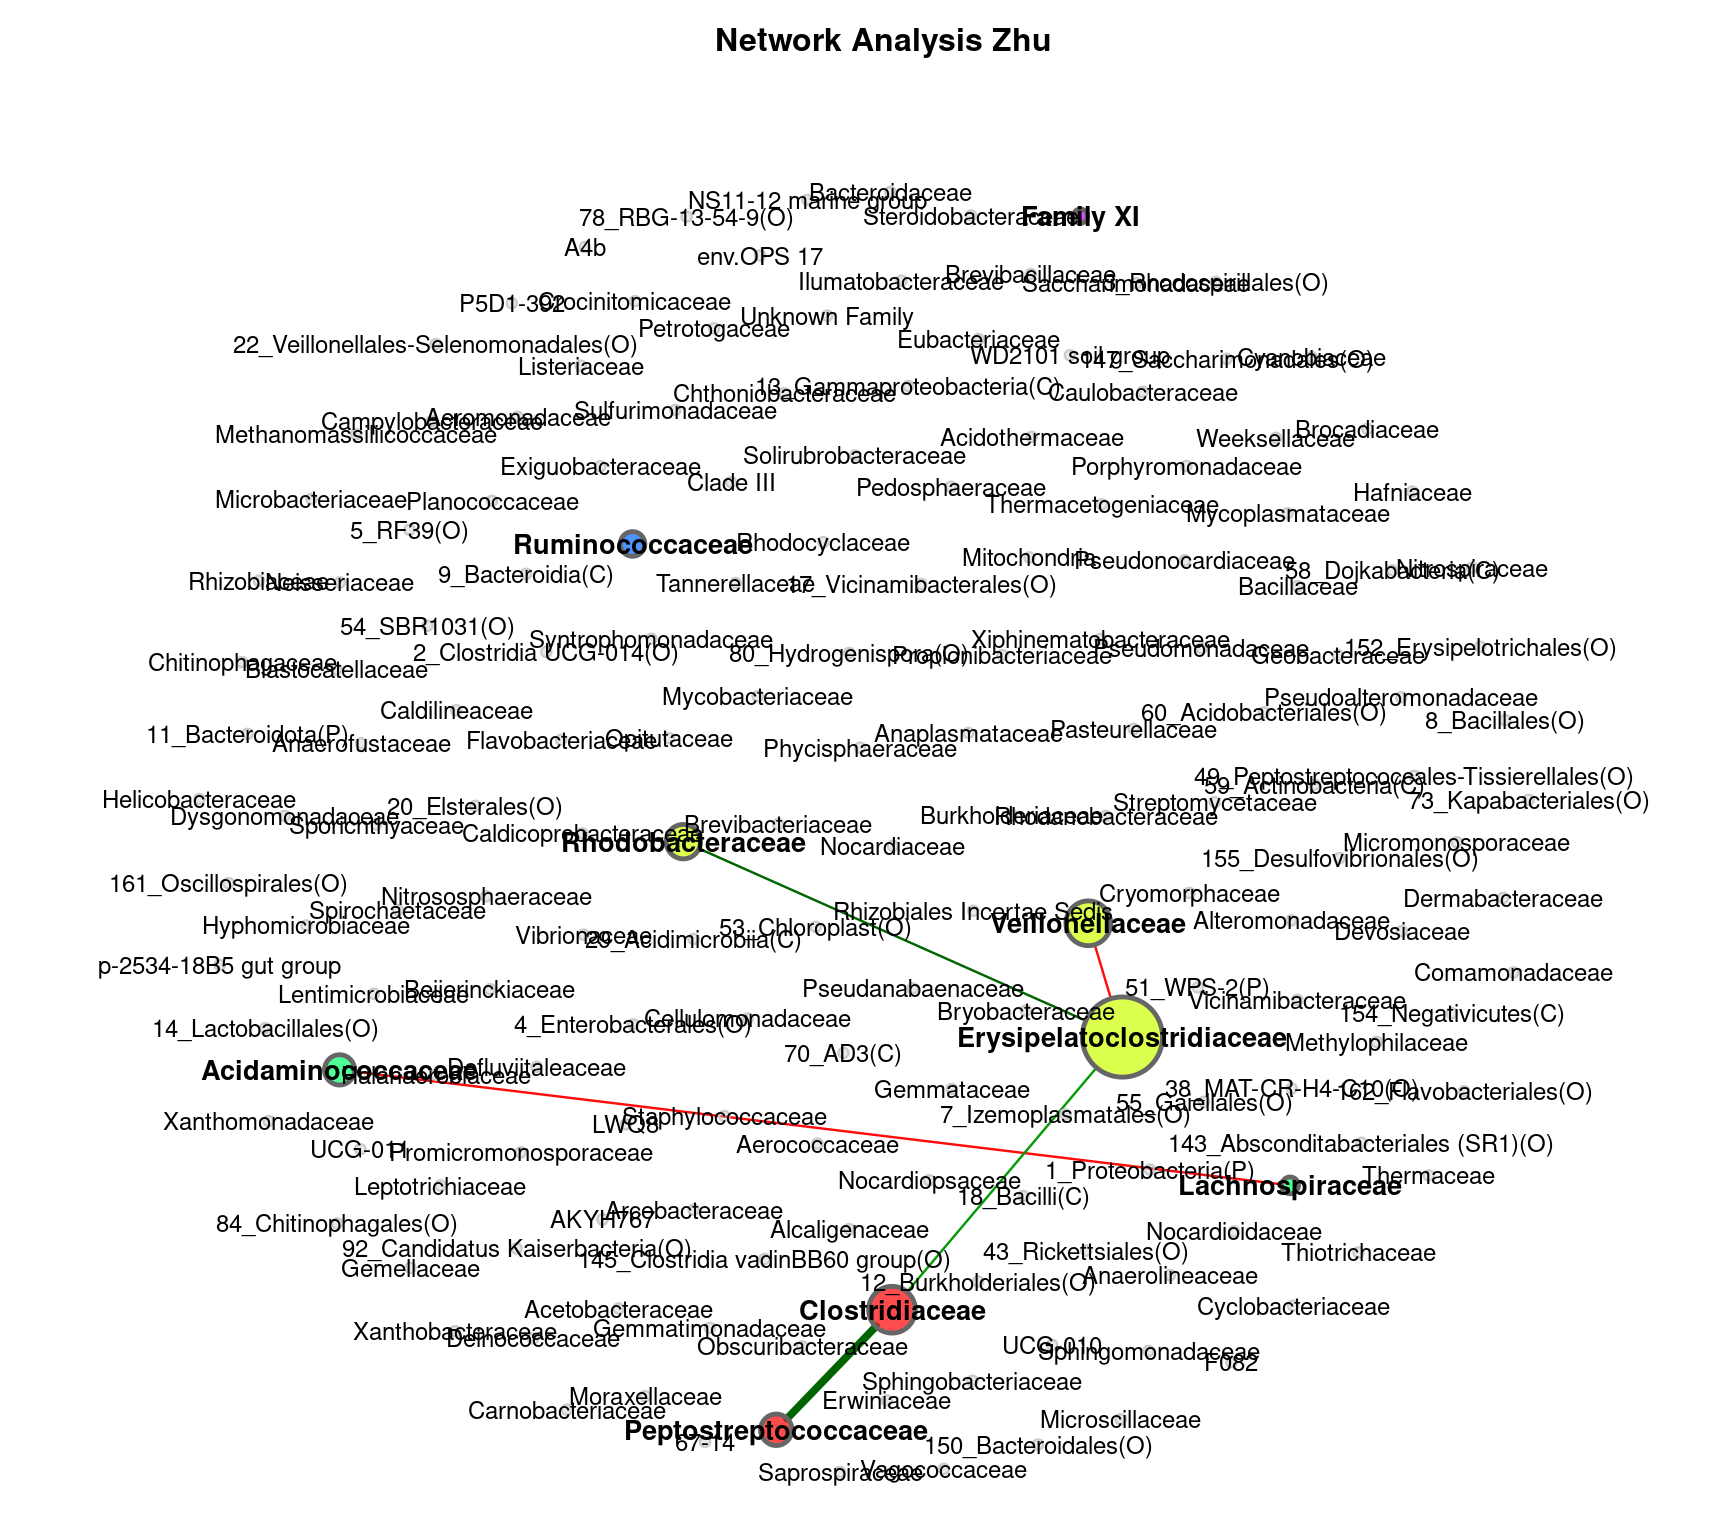 Network Analysis Zhu
Bacteroidaceae
NS11-12 marine group
78_RBG-13-54-9(O)
Steroidobacteraceae
Family XI
A4b
env.OPS 17
Brevibacillaceae
Ilumatobacteraceae
Saccharimonadaceae
3_Rhodospirillales(O)
P5D1-392
Crocinitomicaceae
Unknown Family
Petrotogaceae
Eubacteriaceae
22_Veillonellales-Selenomonadales(O)
WD2101 soil group
147_Saccharimonadales(O)
Cyanobiaceae
Listeriaceae
13_Gammaproteobacteria(C)
Chthoniobacteraceae
Caulobacteraceae
Sulfurimonadaceae
Aeromonadaceae
Campylobacteraceae
Methanomassiliicoccaceae
Acidothermaceae
Weeksellaceae
Brocadiaceae
Solirubrobacteraceae
Exiguobacteraceae
Porphyromonadaceae
Clade III
Pedosphaeraceae
Hafniaceae
Microbacteriaceae
Planococcaceae
Thermacetogeniaceae
Mycoplasmataceae
5_RF39(O)
Ruminococcaceae
Rhodocyclaceae
Mitochondria
Pseudonocardiaceae
58_Dojkabacteria(C)
Nitrospiraceae
9_Bacteroidia(C)
Rhizobiaceae
Neisseriaceae
Tannerellaceae
17_Vicinamibacterales(O)
Bacillaceae
54_SBR1031(O)
Syntrophomonadaceae
Xiphinematobacteraceae
2_Clostridia UCG-014(O)
80_Hydrogenispora(O)
Propionibacteriaceae
Pseudomonadaceae
Geobacteraceae
152_Erysipelotrichales(O)
Chitinophagaceae
Blastocatellaceae
Mycobacteriaceae
Pseudoalteromonadaceae
Caldilineaceae
60_Acidobacteriales(O)
8_Bacillales(O)
11_Bacteroidota(P)
Anaerofustaceae
Flavobacteriaceae
Opitutaceae
Phycisphaeraceae
Anaplasmataceae
Pasteurellaceae
49_Peptostreptococcales-Tissierellales(O)
59_Actinobacteria(C)
Helicobacteraceae
20_Elsterales(O)
Streptomycetaceae
73_Kapabacteriales(O)
Dysgonomonadaceae
Sporichthyaceae
Caldicoprobacteraceae
Brevibacteriaceae
Burkholderiaceae
Rhodanobacteraceae
Rhodobacteraceae
Nocardiaceae
Micromonosporaceae
155_Desulfovibrionales(O)
161_Oscillospirales(O)
Nitrososphaeraceae
Cryomorphaceae
Dermabacteraceae
Spirochaetaceae
Rhizobiales Incertae Sedis
Hyphomicrobiaceae
Veillonellaceae
Alteromonadaceae
Devosiaceae
Vibrionaceae
29_Acidimicrobiia(C)
53_Chloroplast(O)
p-2534-18B5 gut group
Comamonadaceae
Lentimicrobiaceae
Beijerinckiaceae
Pseudanabaenaceae
51_WPS-2(P)
Vicinamibacteraceae
Bryobacteraceae
154_Negativicutes(C)
14_Lactobacillales(O)
4_Enterobacterales(O)
Cellulomonadaceae
Erysipelatoclostridiaceae
Methylophilaceae
70_AD3(C)
Acidaminococcaceae
Halanaerobiaceae
Defluviitaleaceae
Gemmataceae
38_MAT-CR-H4-C10(O)
162_Flavobacteriales(O)
55_Gaiellales(O)
7_Izemoplasmatales(O)
Xanthomonadaceae
LWQ8
Staphylococcaceae
Aerococcaceae
143_Absconditabacteriales (SR1)(O)
UCG-011
Promicromonosporaceae
1_Proteobacteria(P)
Thermaceae
Leptotrichiaceae
Nocardiopsaceae
Lachnospiraceae
18_Bacilli(C)
84_Chitinophagales(O)
AKYH767
Arcobacteraceae
Alcaligenaceae
Nocardioidaceae
92_Candidatus Kaiserbacteria(O)
43_Rickettsiales(O)
Thiotrichaceae
Gemellaceae
145_Clostridia vadinBB60 group(O)
12_Burkholderiales(O)
Anaerolineaceae
Acetobacteraceae
Clostridiaceae
Cyclobacteriaceae
Xanthobacteraceae
Deinococcaceae
Gemmatimonadaceae
Obscuribacteraceae
UCG-010
Sphingomonadaceae
F082
Sphingobacteriaceae
Moraxellaceae
Erwiniaceae
Carnobacteriaceae
Microscillaceae
Peptostreptococcaceae
67-14
150_Bacteroidales(O)
Saprospiraceae
Vagococcaceae